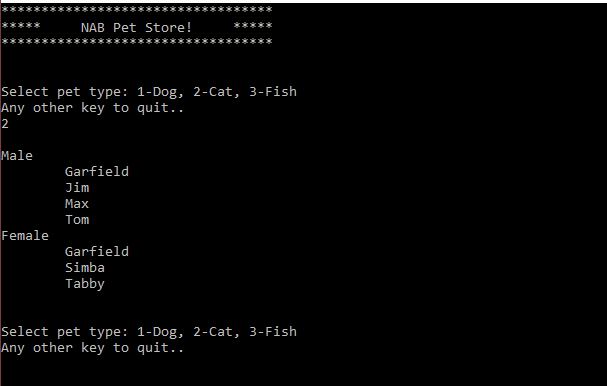 **********************************
*****     NAB Pet Store!     *****
**********************************
Select pet type: 1-Dog, 2-Cat, 3-Fish
Any other key to quit..
2
Male
        Garfield
        Jim
        Max
        Tom
Female
        Garfield
        Simba
        Tabby
Select pet type: 1-Dog, 2-Cat, 3-Fish
Any other key to quit..